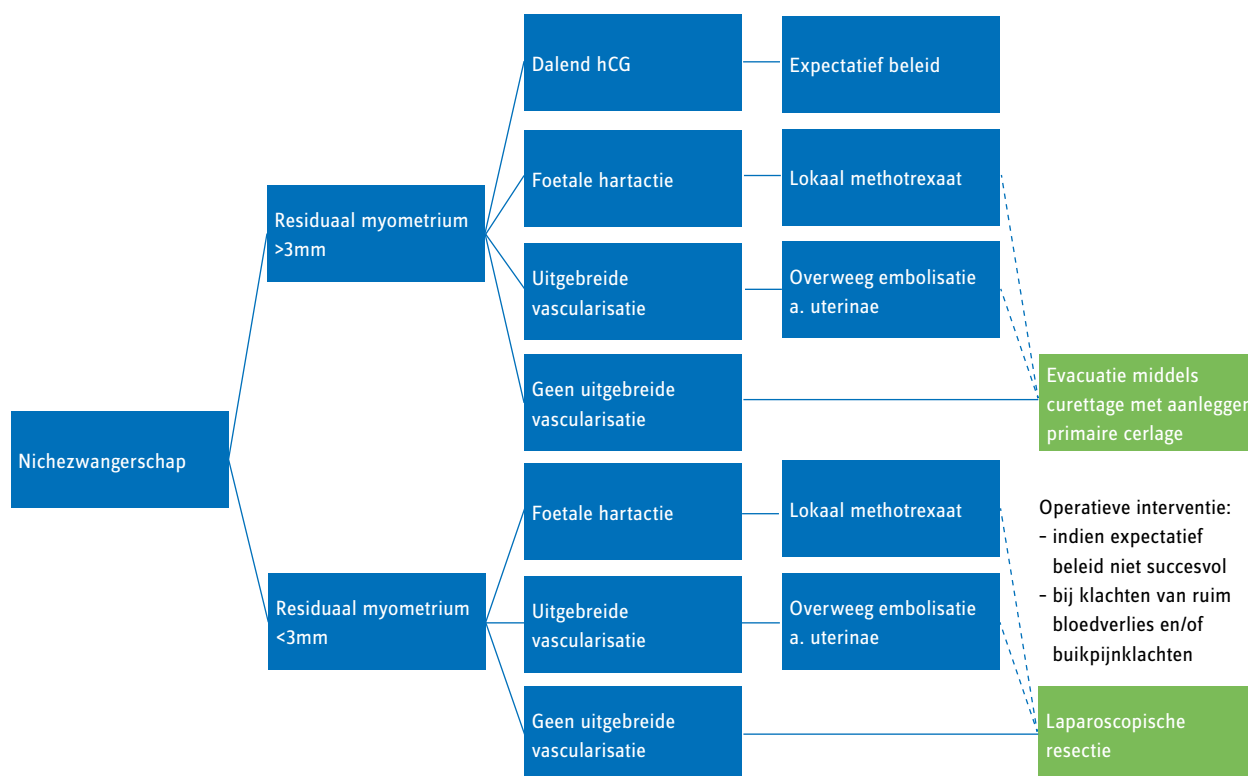 Nichezwangerschap
Residuaal myometrium
>3mm
Dalend hCG
Expectatief beleid
Foetale hartactie
Lokaal methotrexaat
Uitgebreide
vascularisatie
Overweeg embolisatie
a. uterinae
Geen uitgebreide
vascularisatie
Evacuatie middels
curettage met aanleggen
primaire cerlage
Residuaal myometrium
<3mm
Foetale hartactie
Lokaal methotrexaat
Uitgebreide
vascularisatie
Overweeg embolisatie
a. uterinae
Geen uitgebreide
vascularisatie
Operatieve interventie:
– indien expectatief
beleid niet succesvol
– bij klachten van ruim
bloedverlies en/of
buikpijnklachten
Laparoscopische
resectie